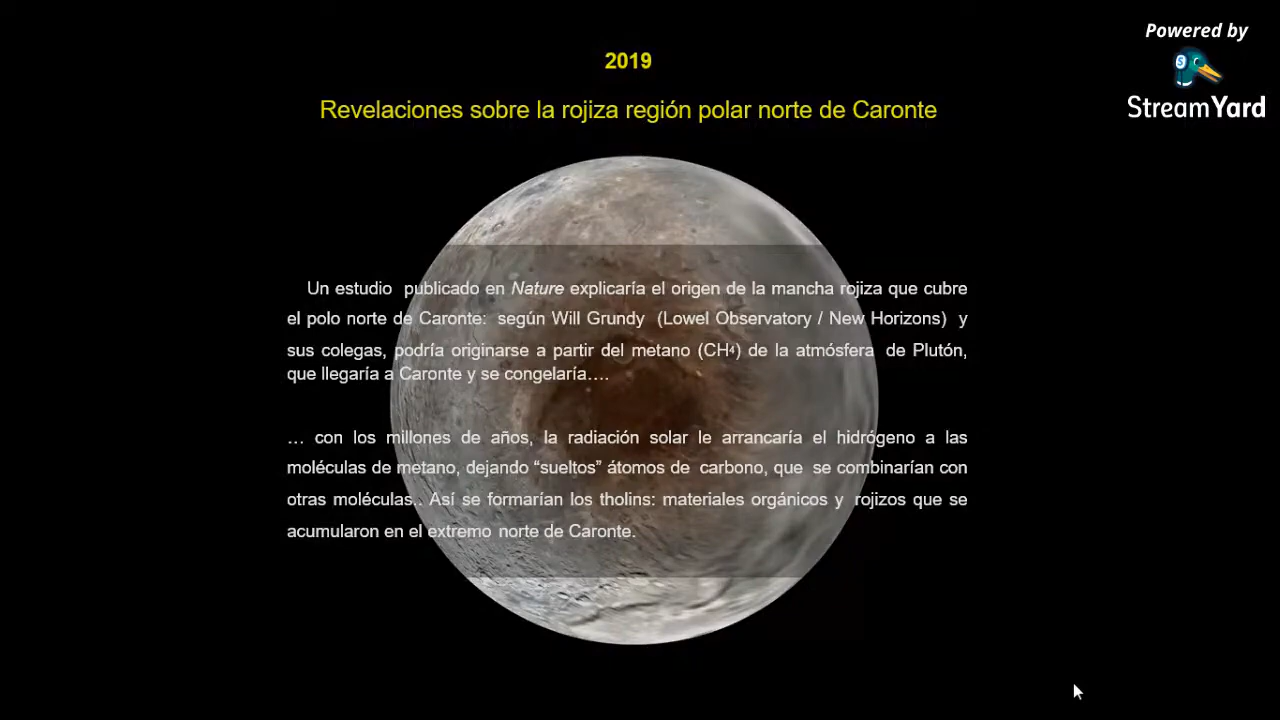 Powered by
StreamYard
2019
Revelaciones sobre la rojiza región polar norte de Caronte
Un estudio publicado en Nature explicaría el origen de la mancha rojiza que cubre
el polo norte de Caronte: según Will Grundy (Lowel Observatory / New Horizons) y
sus colegas, podría originarse a partir del metano (CH⁴) de la atmósfera de Plutón,
que llegaría a Caronte y se congelaría....
... con los millones de años, la radiación solar le arrancaría el hidrógeno a las
moléculas de metano, dejando “sueltos” átomos de carbono, que se combinarían con
otras moléculas.. Así se formarían los tholins: materiales orgánicos y rojizos que se
acumularon en el extremo norte de Caronte.